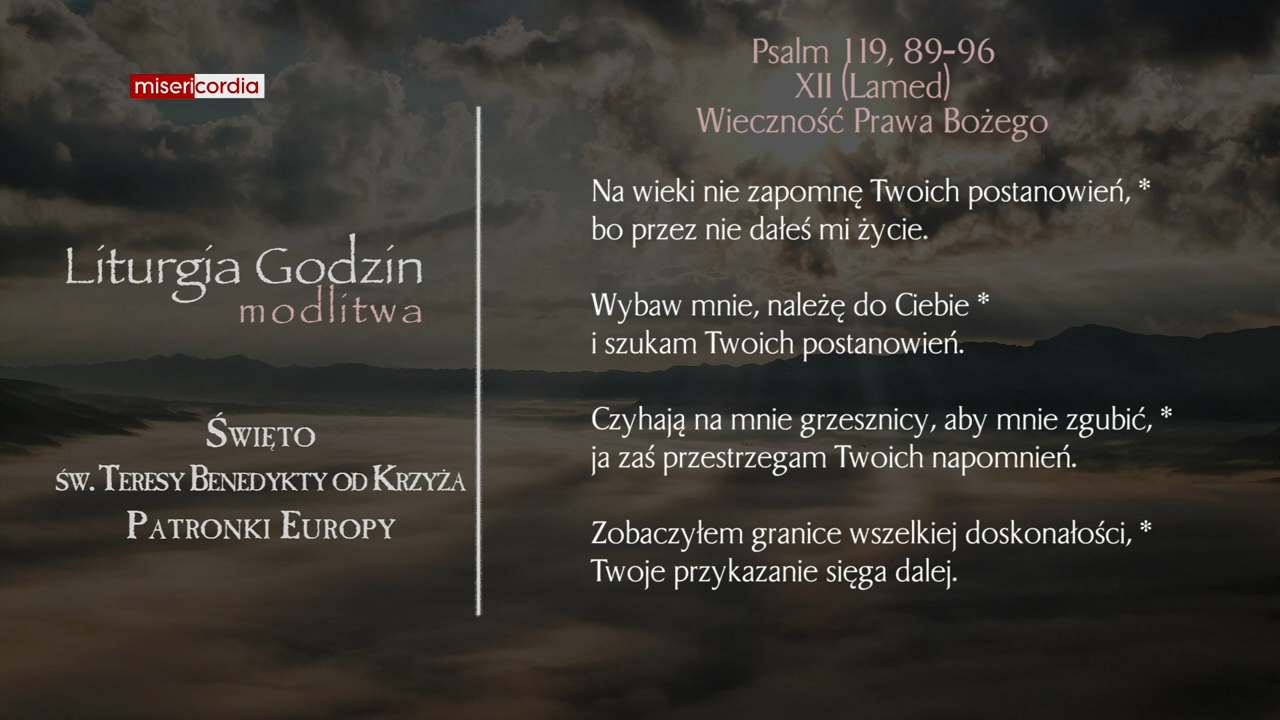 misericordia
Liturgia Godzin
modlitwa
Święto
św. Teresy Benedykty od Krzyża
Patronki Europy
Psalm 119, 89-96
XII (Lamed)
Wieczność Prawa Bożego
Na wieki nie zapomnę Twoich postanowień, *
bo przez nie dałeś mi życie.
Wybaw mnie, należę do Ciebie *
i szukam Twoich postanowień.
Czyhają na mnie grzesznicy, aby mnie zgubić, *
ja zaś przestrzegam Twoich napomnień.
Zobaczyłem granice wszelkiej doskonałości, *
Twoje przykazanie sięga dalej.